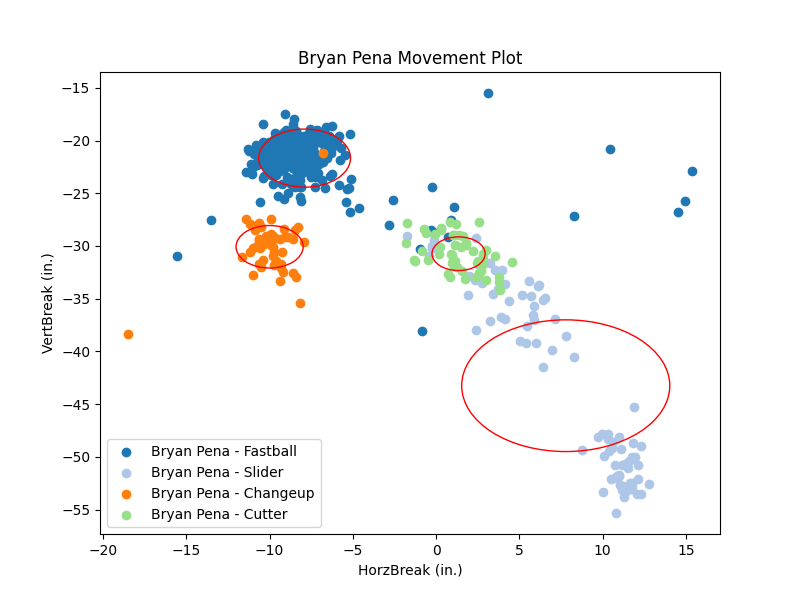 Bryan Pena Movement Plot
−15
−20
−25
−30
−35
−40
−45
−50
−55
VertBreak (in.)
Bryan Pena - Fastball
Bryan Pena - Slider
Bryan Pena - Changeup
Bryan Pena - Cutter
−20 −15 −10 −5 0 5 10 15
HorzBreak (in.)